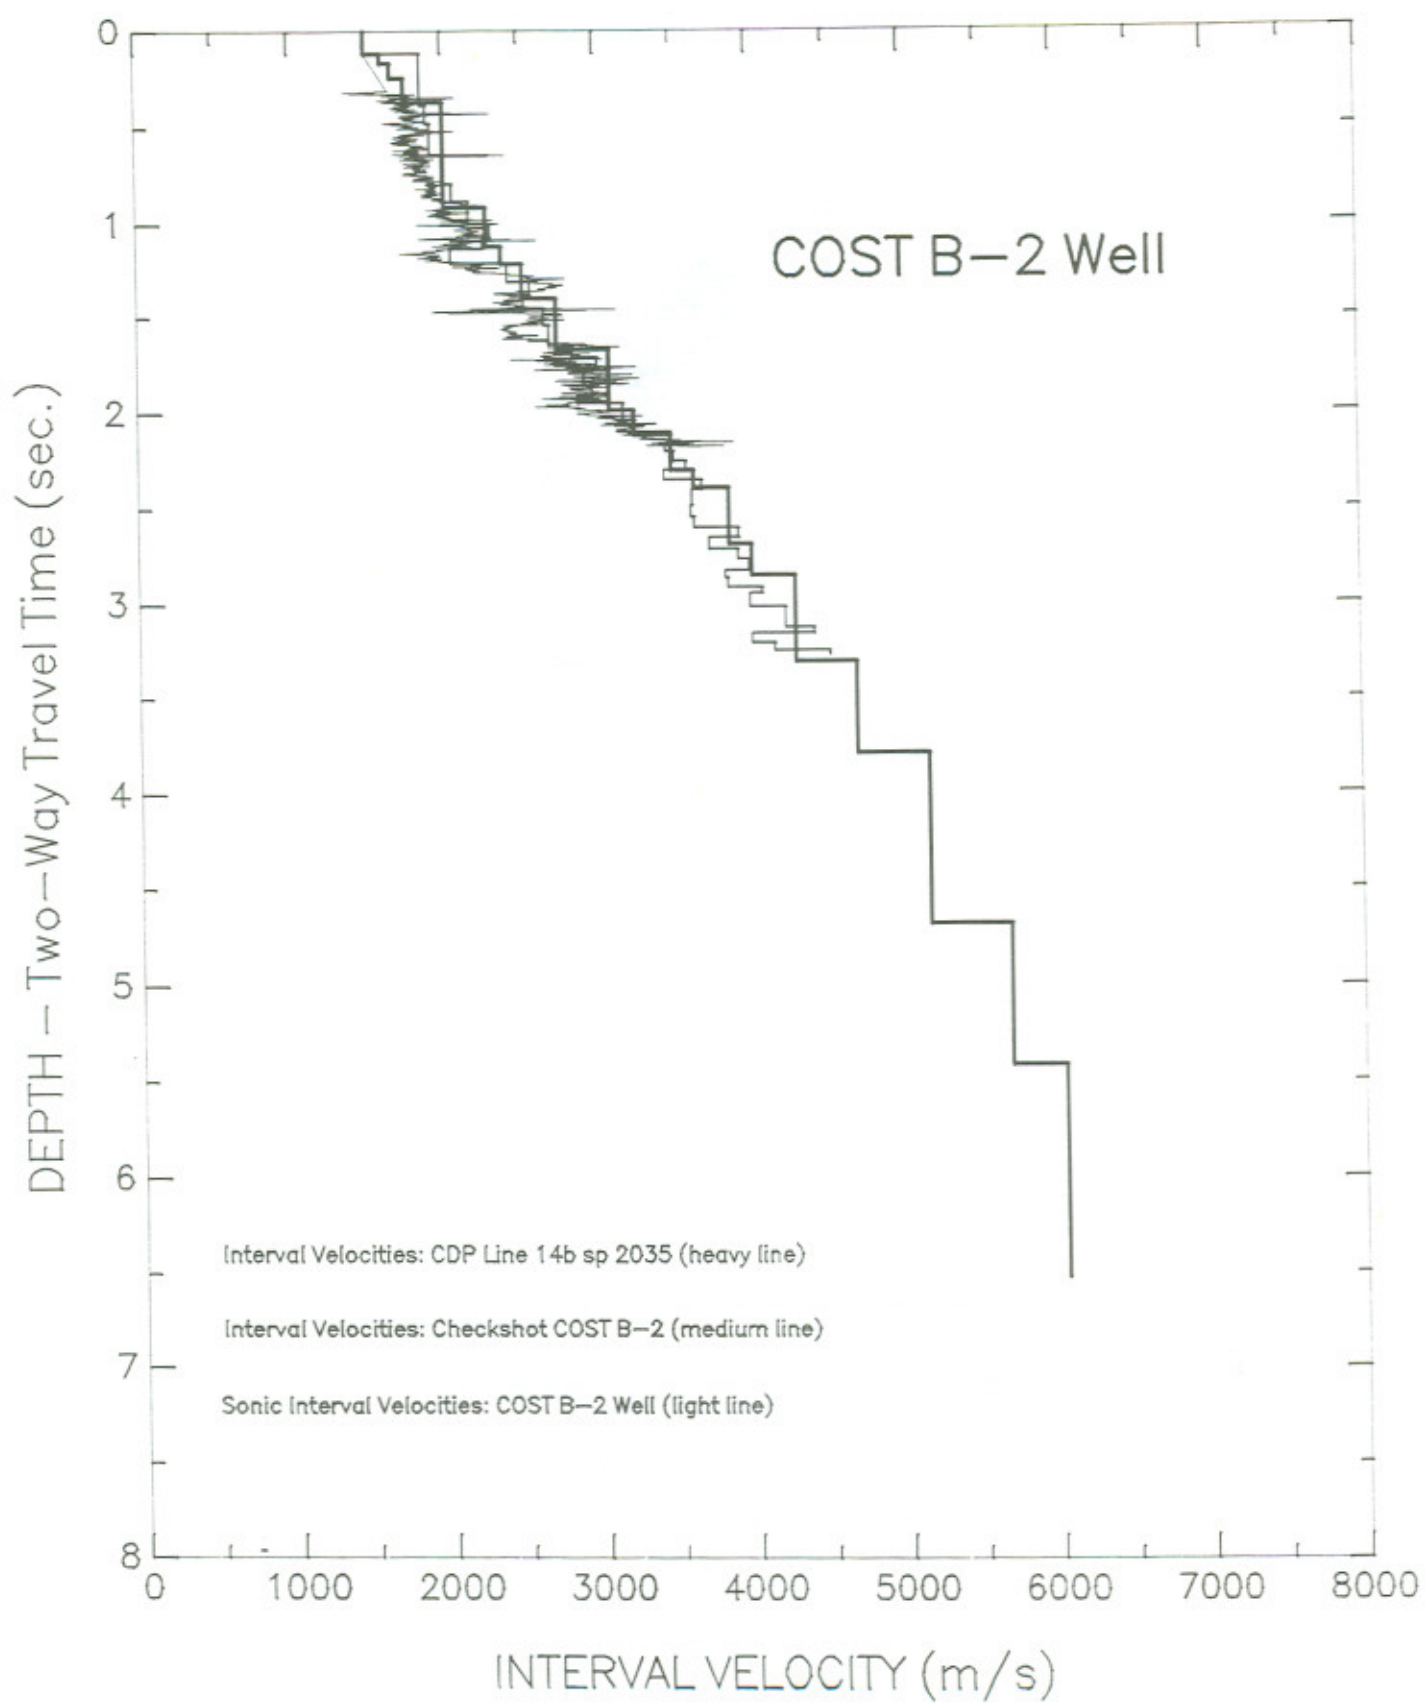 0
1
COST B-2 Well
2
3
4
5
6
7
8
DEPTH - Two-Way Travel Time (sec.)
Interval Velocities: CDP Line 14b sp 2035 (heavy line)
Interval Velocities: Checkshot COST B-2 (medium line)
Sonic Interval Velocities: COST B-2 Well (light line)
0 1000 2000 3000 4000 5000 6000 7000 8000
INTERVAL VELOCITY (m/s)